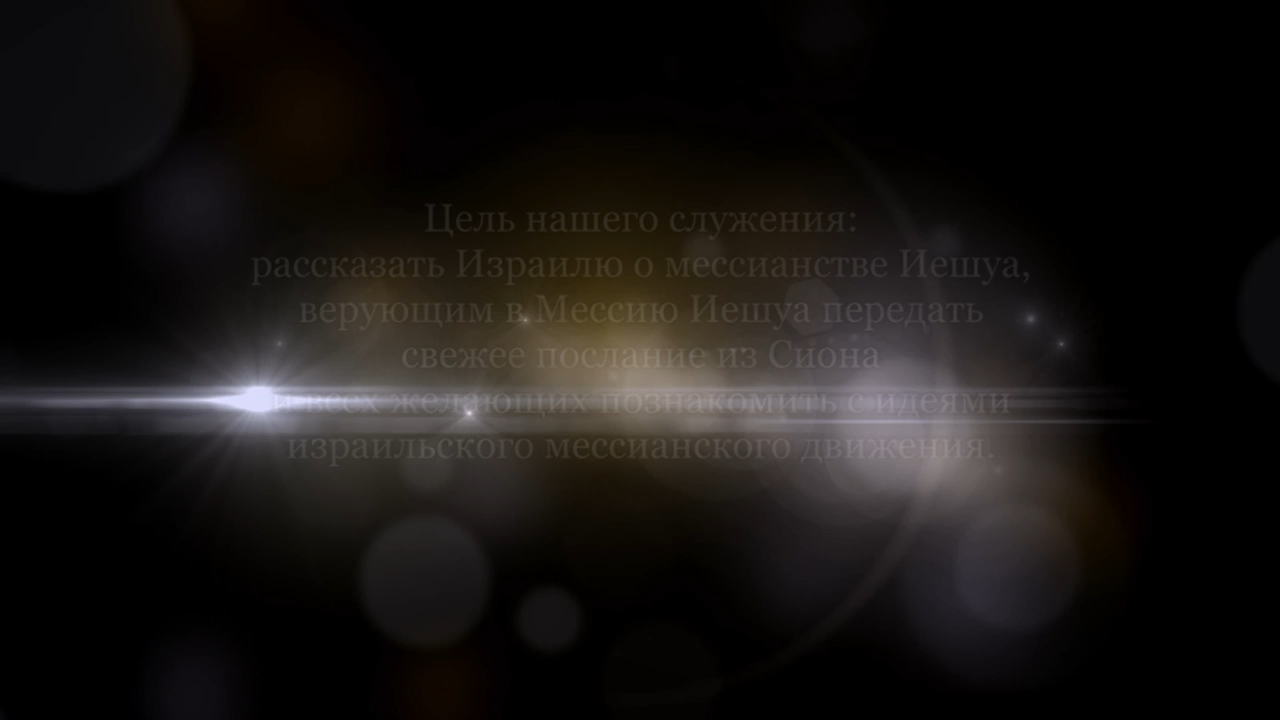 Цель нашего служения:
рассказать Израилю о мессианстве Иешуа,
верующим в Мессию Иешуа передать
свежее послание из Сиона
и всех желающих познакомить с идеями
израильского мессианского движения.